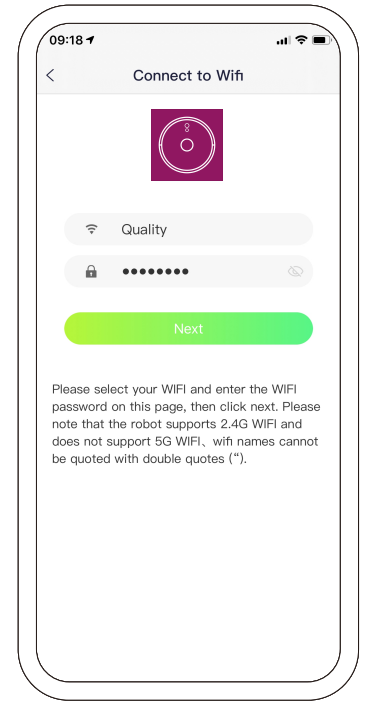 09:18
Connect to Wifi
Quality
●●●●●●●●
Next
Please select your WIFI and enter the WIFI
password on this page, then click next. Please
note that the robot supports 2.4G WIFI and
does not support 5G WIFI、wifi names cannot
be quoted with double quotes (“).